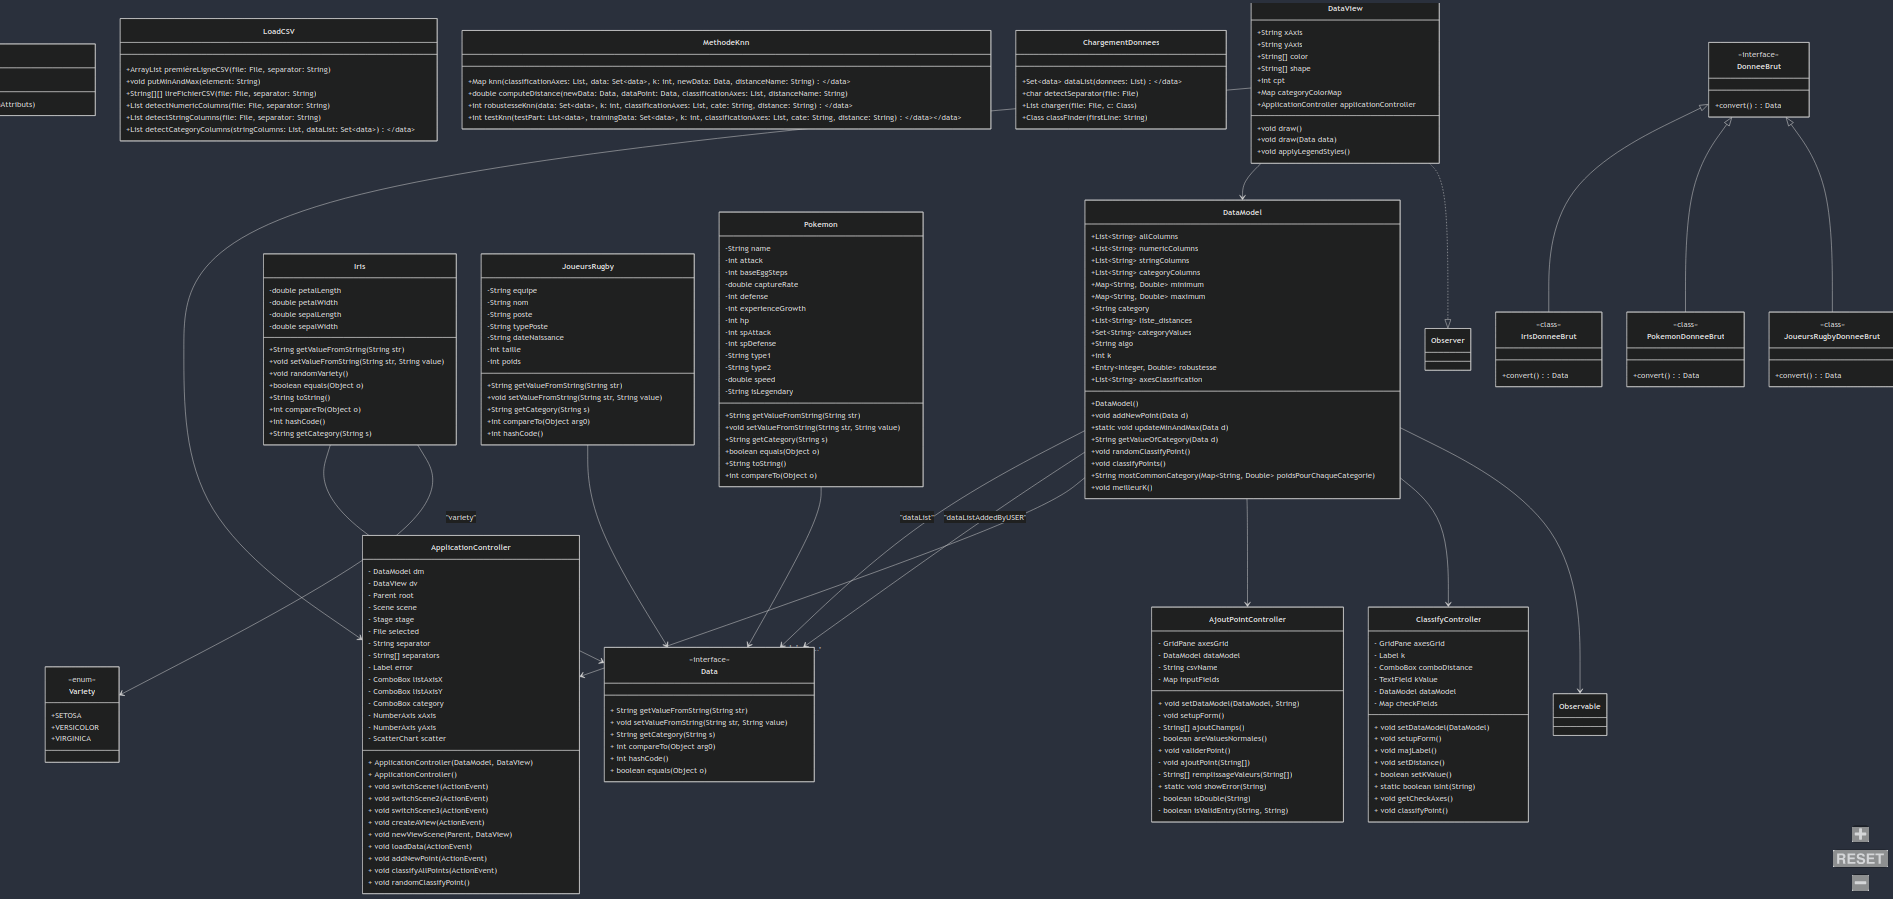 Attributs)
LoadCSV
+ArrayList premièreLigneCSV(file: File, separator: String)
+void putMinAndMax(element: String)
+String[][] lireFichierCSV(file: File, separator: String)
+List detectNumericColumns(file: File, separator: String)
+List detectStringColumns(file: File, separator: String)
+List detectCategoryColumns(stringColumns: List, dataList: Set<data>) : </data>
MethodeKnn
+Map knn(classificationAxes: List, data: Set<data>, k: int, newData: Data, distanceName: String) : </data>
+double computeDistance(newData: Data, dataPoint: Data, classificationAxes: List, distanceName: String)
+int robustesseKnn(data: Set<data>, k: int, classificationAxes: List, cate: String, distance: String) : </data>
+int testKnn(testPart: List<data>, trainingData: Set<data>, k: int, classificationAxes: List, cate: String, distance: String) : </data></data>
ChargementDonnees
+Set<data> dataList(donnees: List) : </data>
+char detectSeparator(file: File)
+List charger(file: File, c: Class)
+Class classFinder(firstLine: String)
DataView
+String xAxis
+String yAxis
+String[] color
+String[] shape
+int cpt
+Map categoryColorMap
+ApplicationController applicationController
+void draw()
+void draw(Data data)
+void applyLegendStyles()
«interface»
DonneeBrut
+convert() : : Data
Iris
-double petalLength
-double petalWidth
-double sepalLength
-double sepalWidth
+String getValueFromString(String str)
+void setValueFromString(String str, String value)
+void randomVariety()
+boolean equals(Object o)
+String toString()
+int compareTo(Object o)
+int hashCode()
+String getCategory(String s)
JoueursRugby
-String equipe
-String nom
-String poste
-String typePoste
-String dateNaissance
-int taille
-int poids
+String getValueFromString(String str)
+void setValueFromString(String str, String value)
+String getCategory(String s)
+int compareTo(Object arg0)
+int hashCode()
Pokemon
-String name
-int attack
-int baseEggSteps
-double captureRate
-int defense
-int experienceGrowth
-int hp
-int spAttack
-int spDefense
-String type1
-String type2
-double speed
-String isLegendary
+String getValueFromString(String str)
+void setValueFromString(String str, String value)
+String getCategory(String s)
+boolean equals(Object o)
+String toString()
+int compareTo(Object o)
DataModel
+List<String> allColumns
+List<String> numericColumns
+List<String> stringColumns
+List<String> categoryColumns
+Map<String, Double> minimum
+Map<String, Double> maximum
+String category
+List<String> liste_distances
+Set<String> categoryValues
+String algo
+int k
+Entry<Integer, Double> robustesse
+List<String> axesClassification
+DataModel()
+void addNewPoint(Data d)
+static void updateMinAndMax(Data d)
+String getValueOfCategory(Data d)
+void randomClassifyPoint()
+void classifyPoints()
+String mostCommonCategory(Map<String, Double> poidsPourChaqueCategorie)
+void meilleurK()
Observer
«class»
IrisDonneeBrut
+convert() : : Data
«class»
PokemonDonneeBrut
+convert() : : Data
«class»
JoueursRugbyDonneeBrut
+convert() : : Data
"variety"
"dataList"
"dataListAddedByUSER"
«enum»
Variety
+SETOSA
+VERSICOLOR
+VIRGINICA
ApplicationController
- DataModel dm
- DataView dv
- Parent root
- Scene scene
- Stage stage
- File selected
- String separator
- String[] separators
- Label error
- ComboBox listAxisX
- ComboBox listAxisY
- ComboBox category
- NumberAxis xAxis
- NumberAxis yAxis
- ScatterChart scatter
+ ApplicationController(DataModel, DataView)
+ ApplicationController()
+ void switchScene1(ActionEvent)
+ void switchScene2(ActionEvent)
+ void switchScene3(ActionEvent)
+ void createAView(ActionEvent)
+ void newViewScene(Parent, DataView)
+ void loadData(ActionEvent)
+ void addNewPoint(ActionEvent)
+ void classifyAllPoints(ActionEvent)
+ void randomClassifyPoint()
«interface»
Data
+ String getValueFromString(String str)
+ void setValueFromString(String str, String value)
+ String getCategory(String s)
+ int compareTo(Object arg0)
+ int hashCode()
+ boolean equals(Object o)
AjoutPointController
- GridPane axesGrid
- DataModel dataModel
- String csvName
- Map inputFields
+ void setDataModel(DataModel, String)
- void setupForm()
- String[] ajoutChamps()
- boolean areValuesNormales()
+ void validerPoint()
- void ajoutPoint(String[])
- String[] remplissageValeurs(String[])
+ static void showError(String)
- boolean isDouble(String)
- boolean isValidEntry(String, String)
ClassifyController
- GridPane axesGrid
- Label k
- ComboBox comboDistance
- TextField kValue
- DataModel dataModel
- Map checkFields
+ void setDataModel(DataModel)
+ void setupForm()
+ void majLabel()
+ void setDistance()
+ boolean setKValue()
+ static boolean isInt(String)
+ void getCheckAxes()
+ void classifyPoint()
Observable
RESET